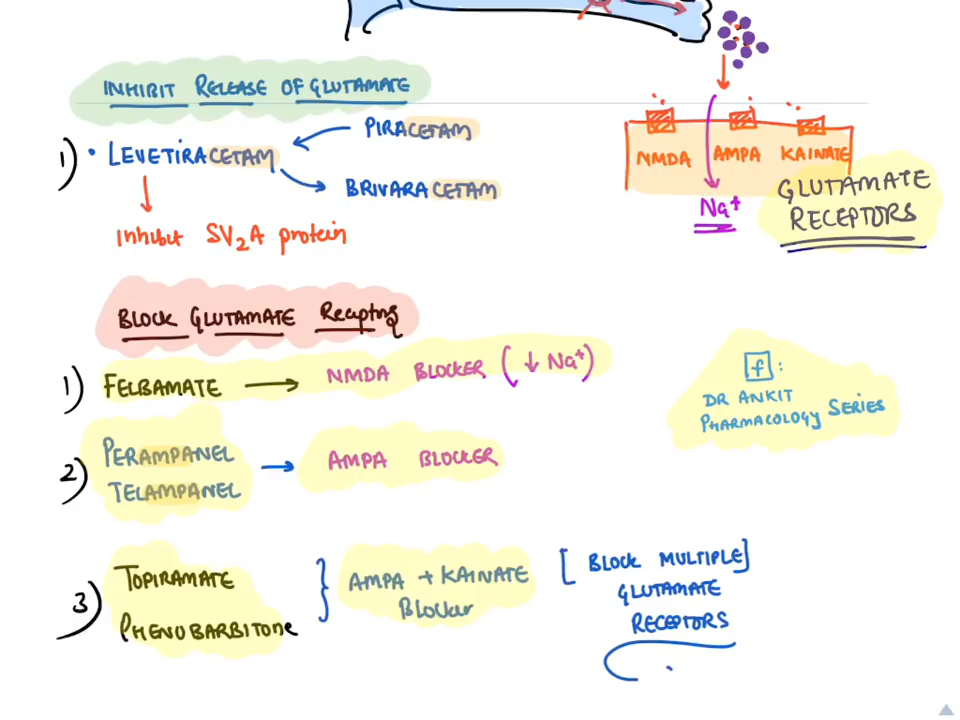 INHIBIT RELEASE OF GLUTAMATE
1) • LEVETIRACETAM
PIRACETAM
BRIVARACETAM
Inhibit SV2A protein
NMDA AMPA KAINATE
Na+
GLUTAMATE
RECEPTORS
BLOCK GLUTAMATE Receptors
1) FELBAMATE → NMDA BLOCKER (↓ Na+)
2) PERAMPANEL
TELAMPANEL → AMPA BLOCKER
f :
DR ANKIT
PHARMACOLOGY SERIES
3) TOPIRAMATE
PHENOBARBITONE
} AMPA + KAINATE
Blocker
[BLOCK MULTIPLE]
GLUTAMATE
RECEPTORS